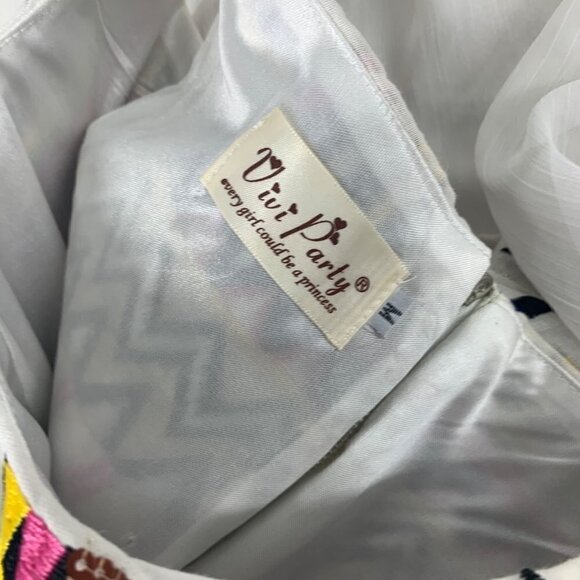 Vivi Party®
every girl could be a princess
M